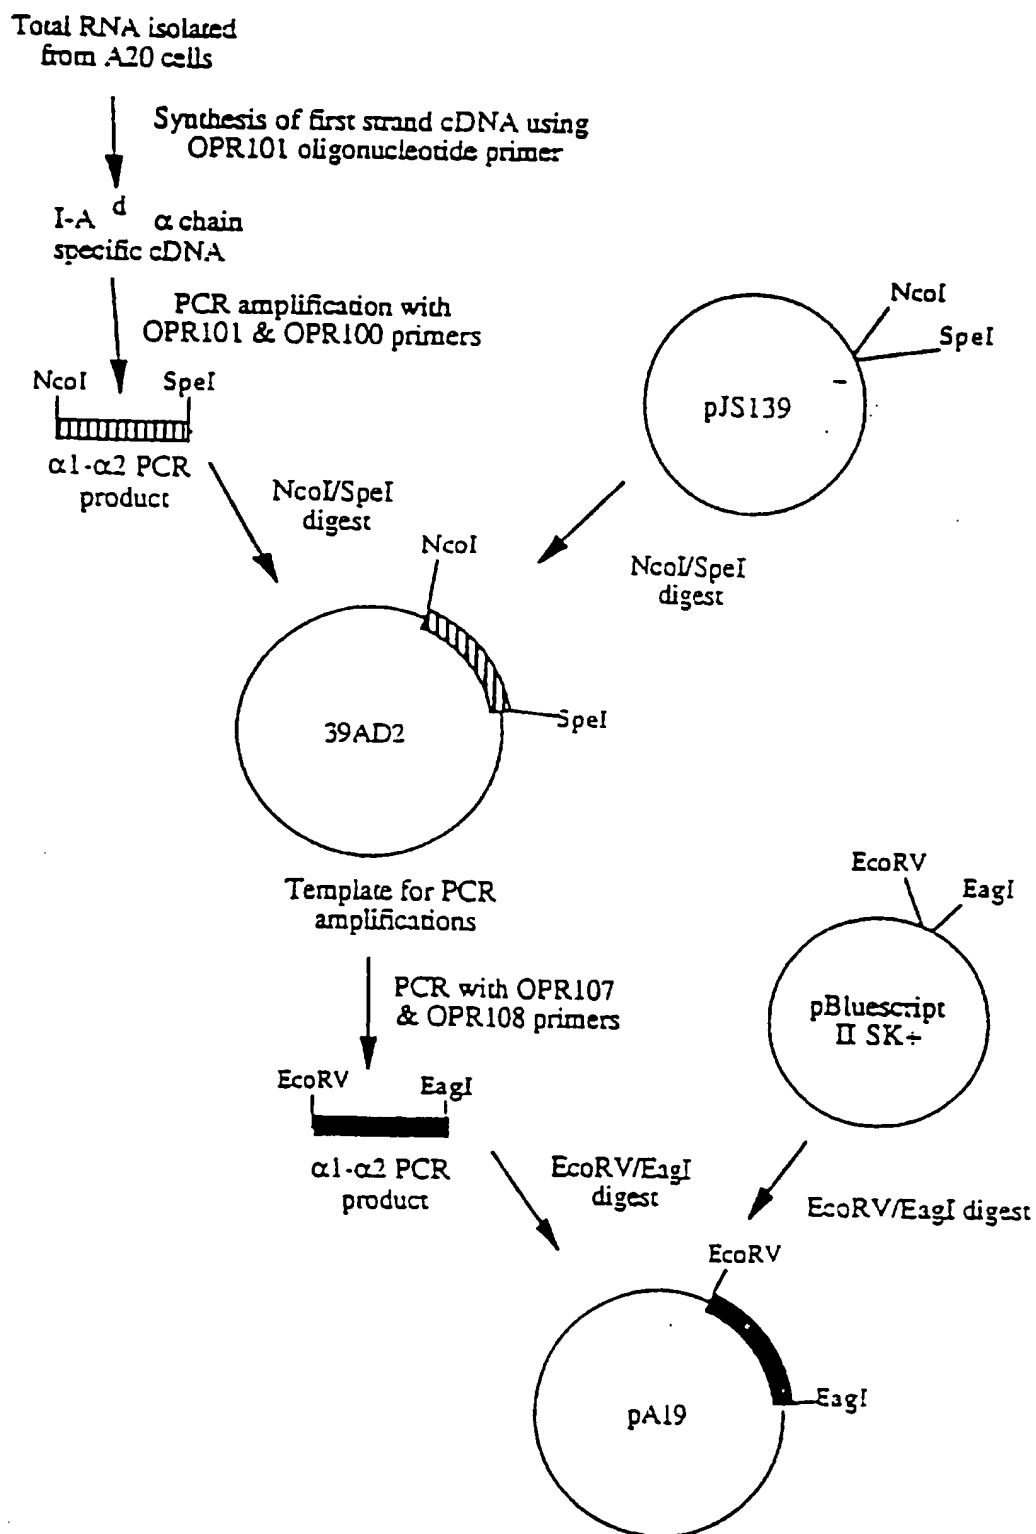 Total RNA isolated
from A20 cells
Synthesis of first strand cDNA using
OPR101 oligonucleotide primer
I-A d α chain
specific cDNA
PCR amplification with
OPR101 & OPR100 primers
NcoI SpeI
α1-α2 PCR
product
NcoI
SpeI
pJS139
NcoI/SpeI
digest
NcoI/SpeI
digest
NcoI
SpeI
39AD2
Template for PCR
amplifications
PCR with OPR107
& OPR108 primers
EcoRV
EagI
pBluescript
II SK+
EcoRV EagI
α1-α2 PCR
product
EcoRV/EagI
digest
EcoRV/EagI digest
EcoRV
EagI
pA19